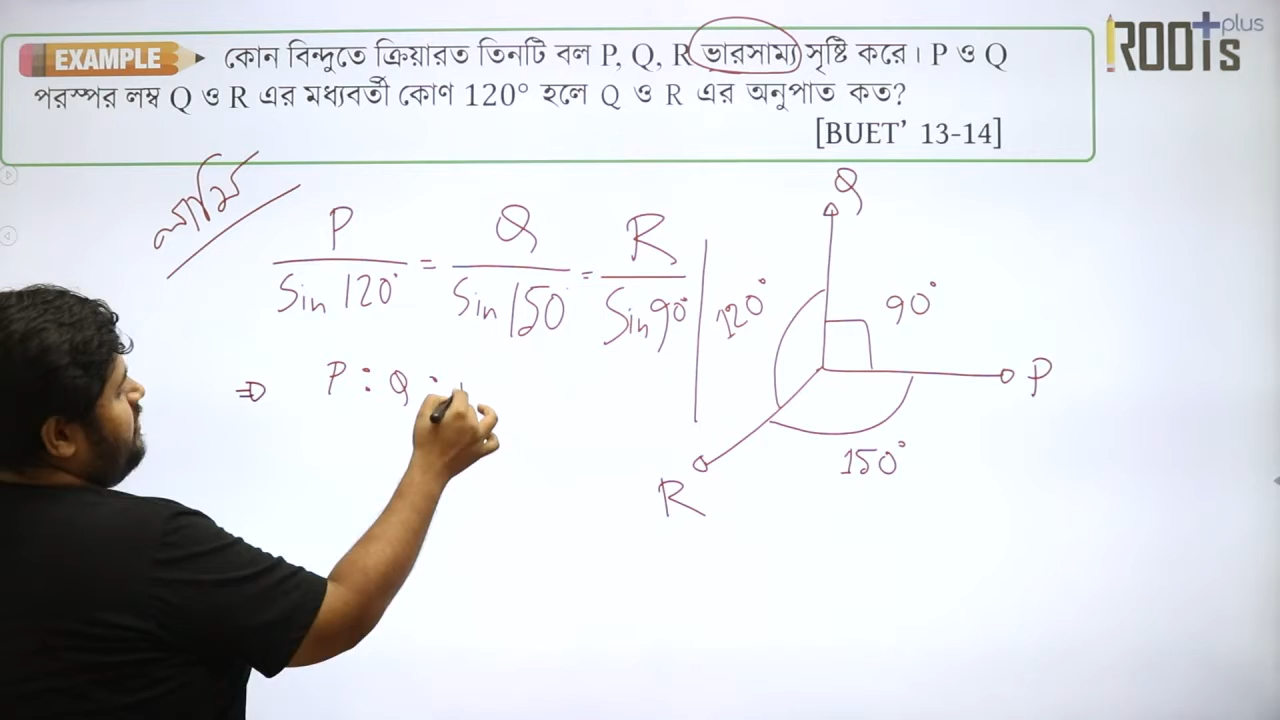 EXAMPLE কোন বিন্দুতে ক্রিয়ারত তিনটি বল P, Q, R ভারসাম্য সৃষ্টি করে। P ও Q
পরস্পর লম্ব Q ও R এর মধ্যবর্তী কোণ 120° হলে Q ও R এর অনুপাত কত?
[BUET’ 13-14]
ROOTs +plus
লামি
P/Sin 120° = Q/Sin 150° = R/Sin 90°
⇒ P : Q :
Q
120°
90°
P
150°
R